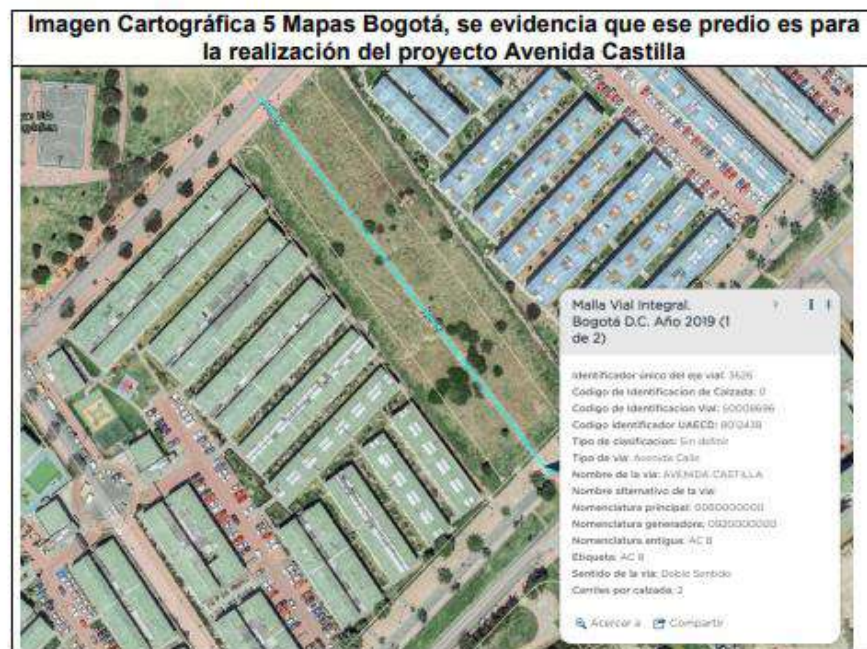 Imagen Cartográfica 5 Mapas Bogotá, se evidencia que ese predio es para
la realización del proyecto Avenida Castilla
Malla Vial Integral.
Bogotá D.C. Año 2019 (1
de 2)
Identificador único del eje vial: 3626
Codigo de Identificacion de Calzada: 0
Codigo de Identificacion Vial: 50008696
Codigo identificador UAECD: 8012438
Tipo de clasificacion: Sin definir
Tipo de via: Avenida Calle
Nombre de la via: AVENIDA CASTILLA
Nombre alternativo de la via:
Nomenclatura principal:
Nomenclatura generadora:
Nomenclatura antigua: AC 8
Etiqueta: AC 8
Sentido de la via: Doble Sentido
Carriles por calzada: 2
Acercar a Compartir